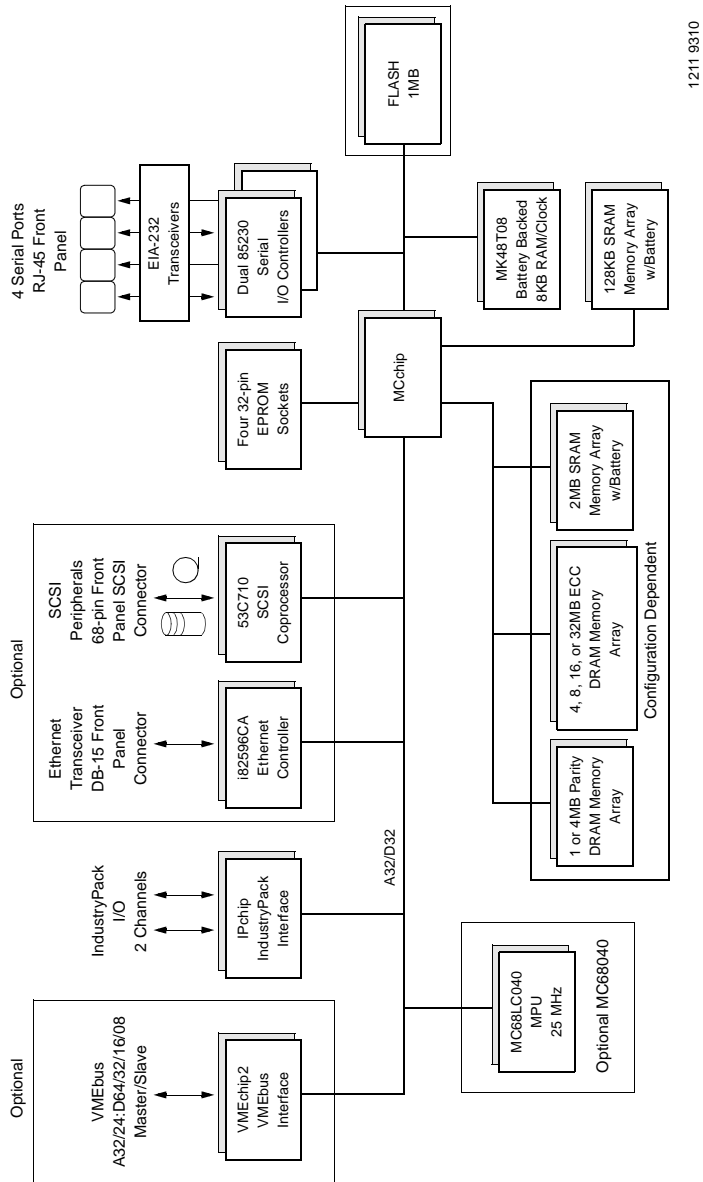 Optional
VMEbus
A32/24:D64/32/16/08
Master/Slave
VMEchip2
VMEbus
Interface
IndustryPack
I/O
2 Channels
IPchip
IndustryPack
Interface
Optional
Ethernet
Transceiver
DB-15 Front
Panel
Connector
i82596CA
Ethernet
Controller
SCSI
Peripherals
68-pin Front
Panel SCSI
Connector
53C710
SCSI
Coprocessor
Four 32-pin
EPROM
Sockets
4 Serial Ports
RJ-45 Front
Panel
EIA-232
Transceivers
Dual 85230
Serial
I/O Controllers
A32/D32
MCchip
FLASH
1MB
MC68LC040
MPU
25 MHz
Optional MC68040
1 or 4MB Parity
DRAM Memory
Array
4, 8, 16, or 32MB ECC
DRAM Memory
Array
2MB SRAM
Memory Array
w/Battery
Configuration Dependent
MK48T08
Battery Backed
8KB RAM/Clock
128KB SRAM
Memory Array
w/Battery
1211 9310